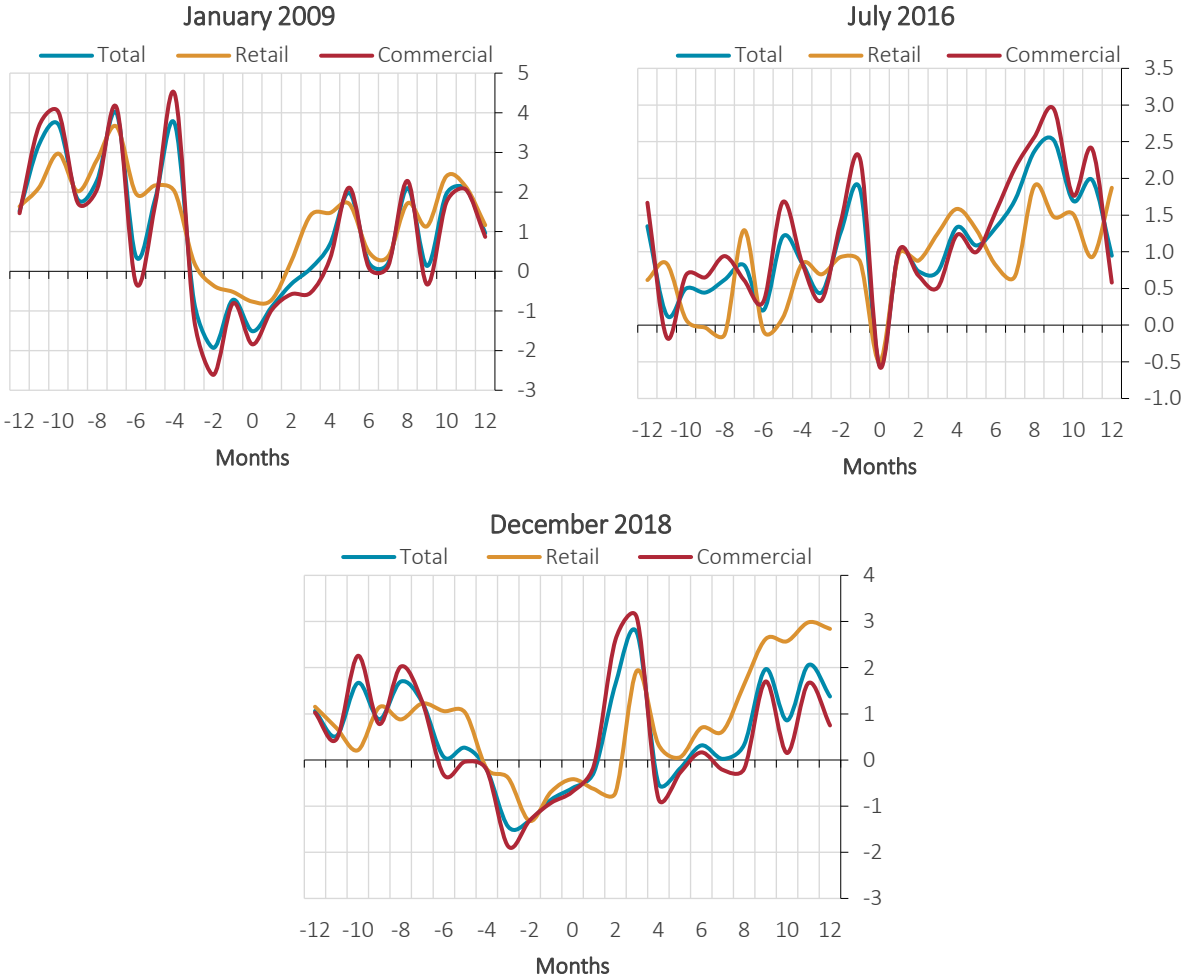 January 2009
Total Retail Commercial
5
4
3
2
1
0
-1
-2
-3
-12 -10 -8 -6 -4 -2 0 2 4 6 8 10 12
Months
July 2016
Total Retail Commercial
3.5
3.0
2.5
2.0
1.5
1.0
0.5
0.0
-0.5
-1.0
-12 -10 -8 -6 -4 -2 0 2 4 6 8 10 12
Months
December 2018
Total Retail Commercial
4
3
2
1
0
-1
-2
-3
-12 -10 -8 -6 -4 -2 0 2 4 6 8 10 12
Months